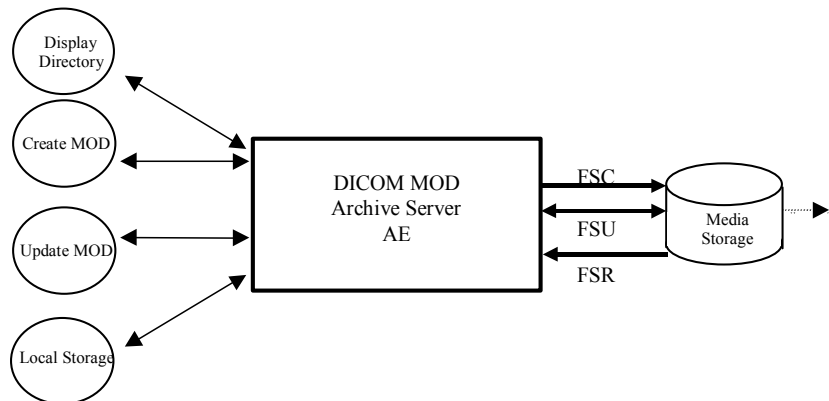 Display
Directory
Create MOD
Update MOD
Local Storage
DICOM MOD
Archive Server
AE
FSC
FSU
FSR
Media
Storage